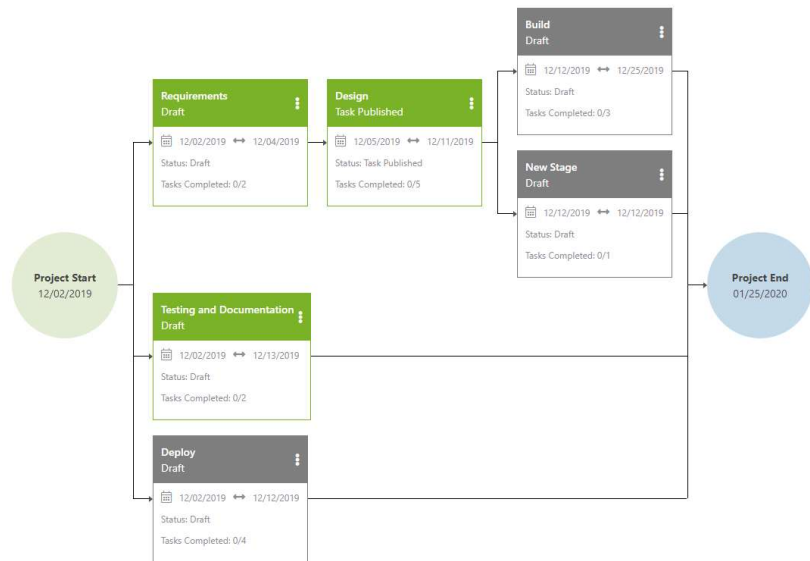 Build
Draft
12/12/2019 ↔ 12/25/2019
Status: Draft
Tasks Completed: 0/3
Requirements
Draft
12/02/2019 ↔ 12/04/2019
Status: Draft
Tasks Completed: 0/2
Design
Task Published
12/05/2019 ↔ 12/11/2019
Status: Task Published
Tasks Completed: 0/5
New Stage
Draft
12/12/2019 ↔ 12/12/2019
Status: Draft
Tasks Completed: 0/1
Project Start
12/02/2019
Project End
01/25/2020
Testing and Documentation
Draft
12/02/2019 ↔ 12/13/2019
Status: Draft
Tasks Completed: 0/2
Deploy
Draft
12/02/2019 ↔ 12/12/2019
Status: Draft
Tasks Completed: 0/4